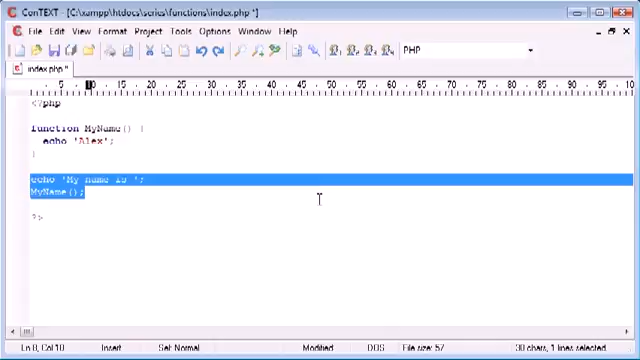 ConTEXT - [C:\xampp\htdocs\series\functions\index.php *]
File Edit View Format Project Tools Options Window Help
PHP
index.php *
5 10 15 20 25 30 35 40 45 50 55 60 65 70 75 80 85 90 95 10
<?php
function MyName() {
echo 'Alex';
}
echo 'My name is ';
MyName();
?>
Ln 8, Col 10 Insert Sel: Normal Modified DOS File size: 57 30 chars, 1 lines selected